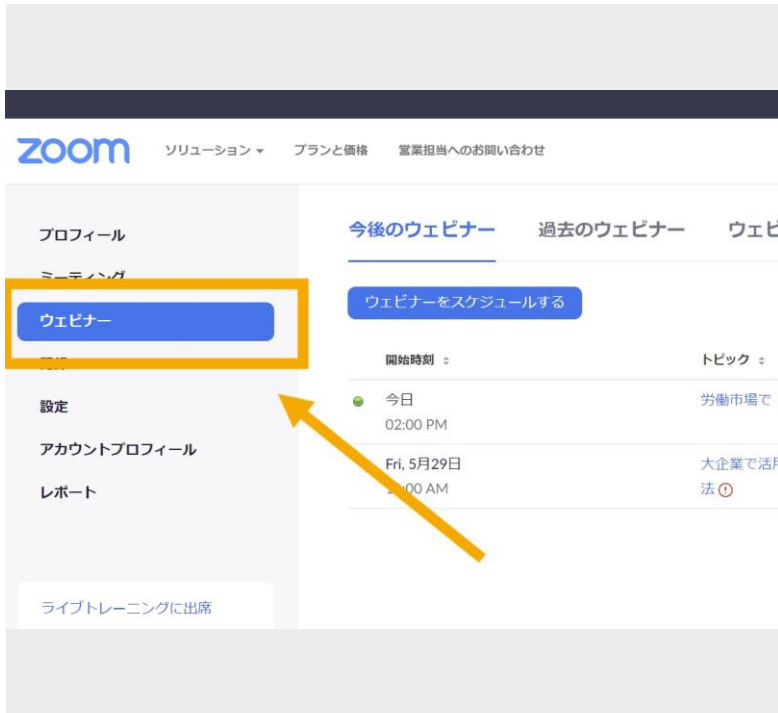 zoom ソリューション プランと価格 営業担当へのお問い合わせ
プロフィール
ミーティング
ウェビナー
設定
アカウントプロフィール
レポート
ライブトレーニングに出席
今後のウェビナー 過去のウェビナー ウェビ
ウェビナーをスケジュールする
開始時刻 トピック
今日 労働市場で
02:00 PM
Fri, 5月29日 大企業で活用
:00 AM 法